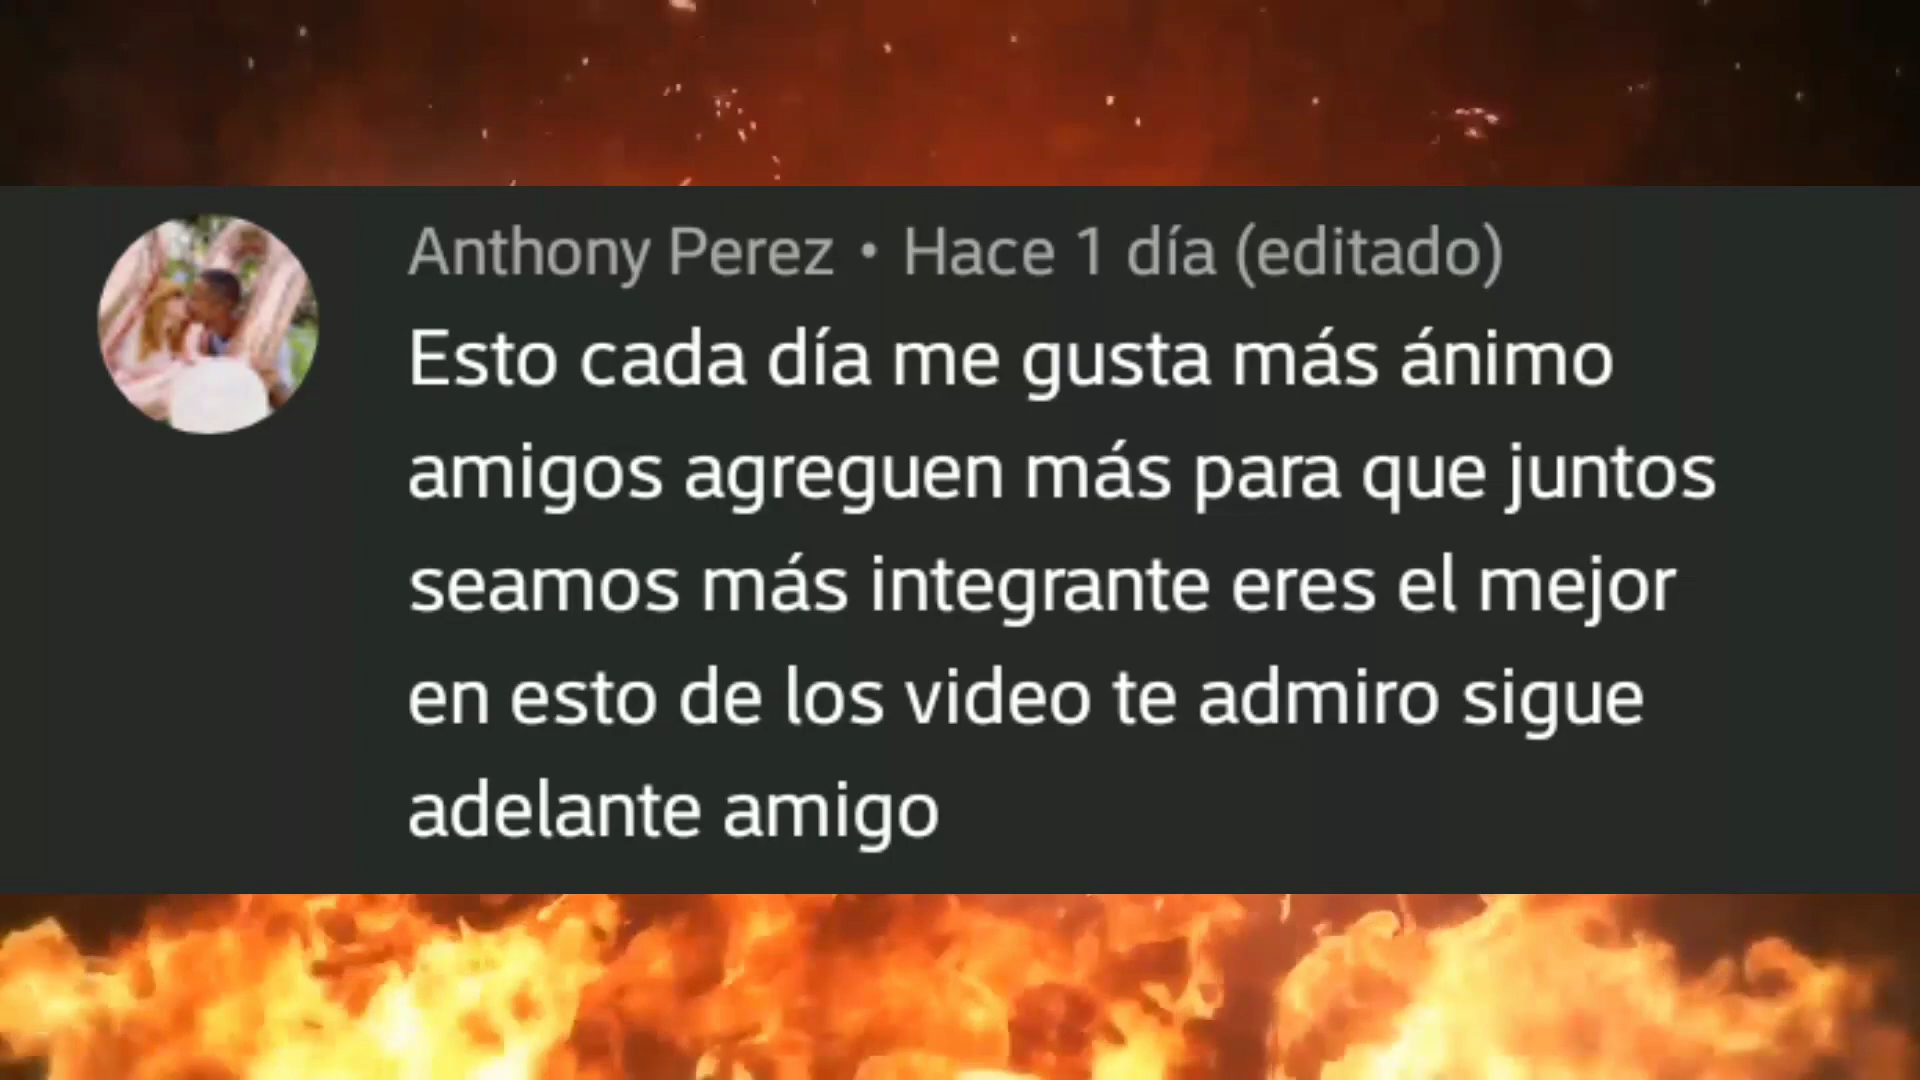 Anthony Perez • Hace 1 día (editado)
Esto cada día me gusta más ánimo
amigos agreguen más para que juntos
seamos más integrante eres el mejor
en esto de los video te admiro sigue
adelante amigo